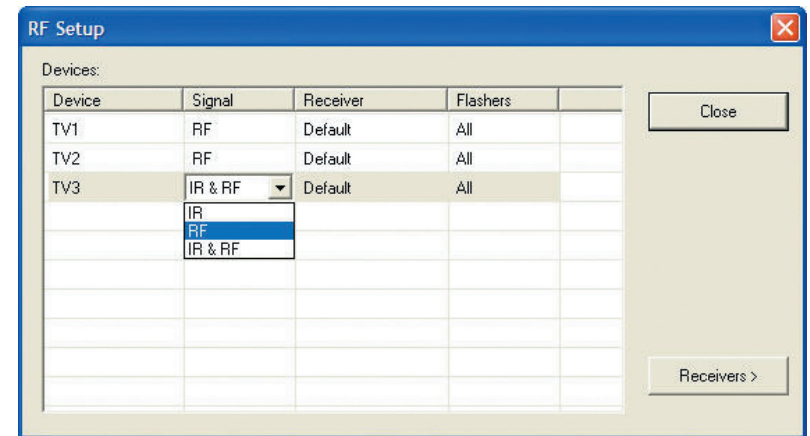 RF Setup
Devices:
Device Signal Receiver Flashers
Close
TV1 RF Default All
TV2 RF Default All
TV3 IR & RF Default All
IR
RF
IR & RF
Receivers >